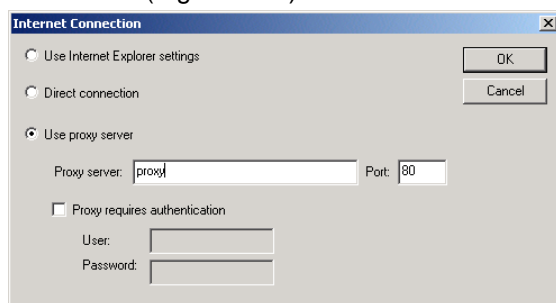 Internet Connection
Use Internet Explorer settings
OK
Direct connection
Cancel
Use proxy server
Proxy server: proxy Port: 80
Proxy requires authentication
User:
Password: